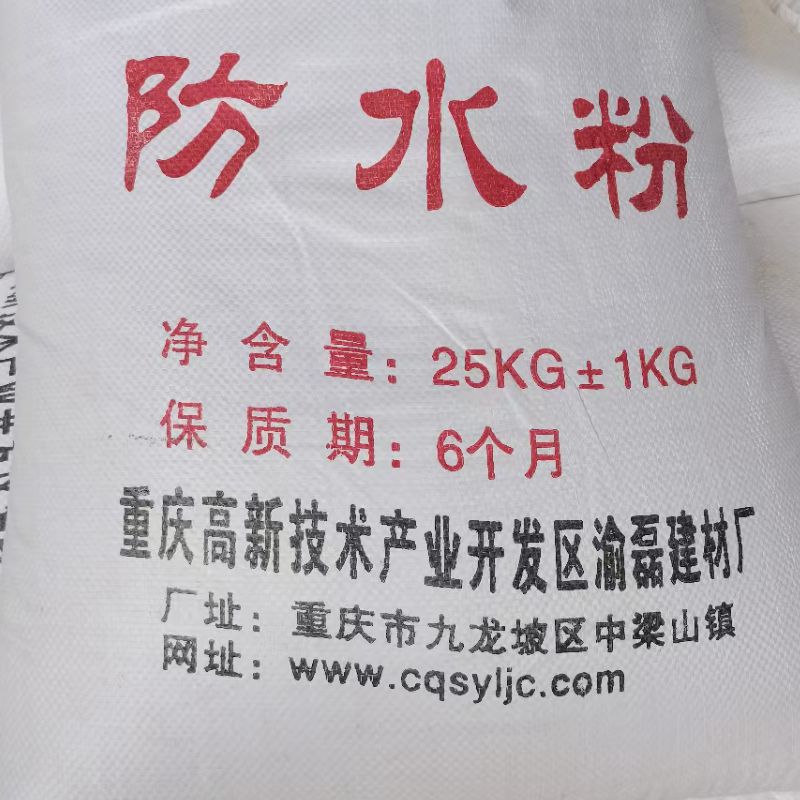 防水粉
净含量：25KG±1KG
保质期：6个月
重庆高新技术产业开发区渝磊建材厂
厂址：重庆市九龙坡区中梁山镇
网址：www.cqsyljc.com